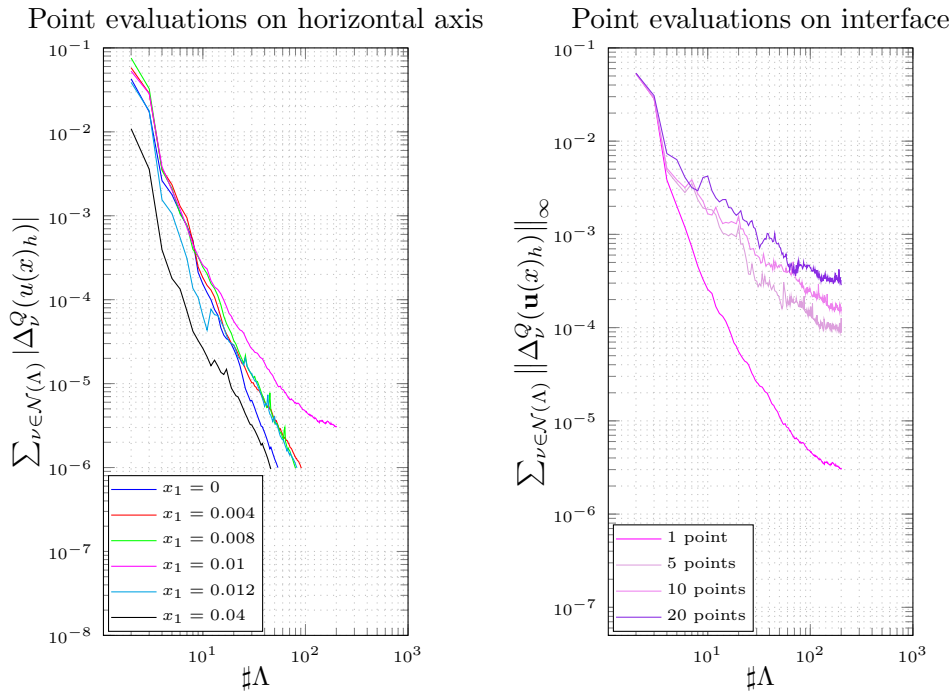 Point evaluations on horizontal axis
∑_{ν∈𝒩(Λ)} |Δ_ν^Q(u(x)_h)|
10^{-1}
10^{-2}
10^{-3}
10^{-4}
10^{-5}
10^{-6}
10^{-7}
10^{-8}
x_1 = 0
x_1 = 0.004
x_1 = 0.008
x_1 = 0.01
x_1 = 0.012
x_1 = 0.04
10^1
10^2
10^3
♯Λ
Point evaluations on interface
∑_{ν∈𝒩(Λ)} ‖Δ_ν^Q(𝐮(x)_h)‖_∞
10^{-1}
10^{-2}
10^{-3}
10^{-4}
10^{-5}
10^{-6}
10^{-7}
1 point
5 points
10 points
20 points
10^1
10^2
10^3
♯Λ